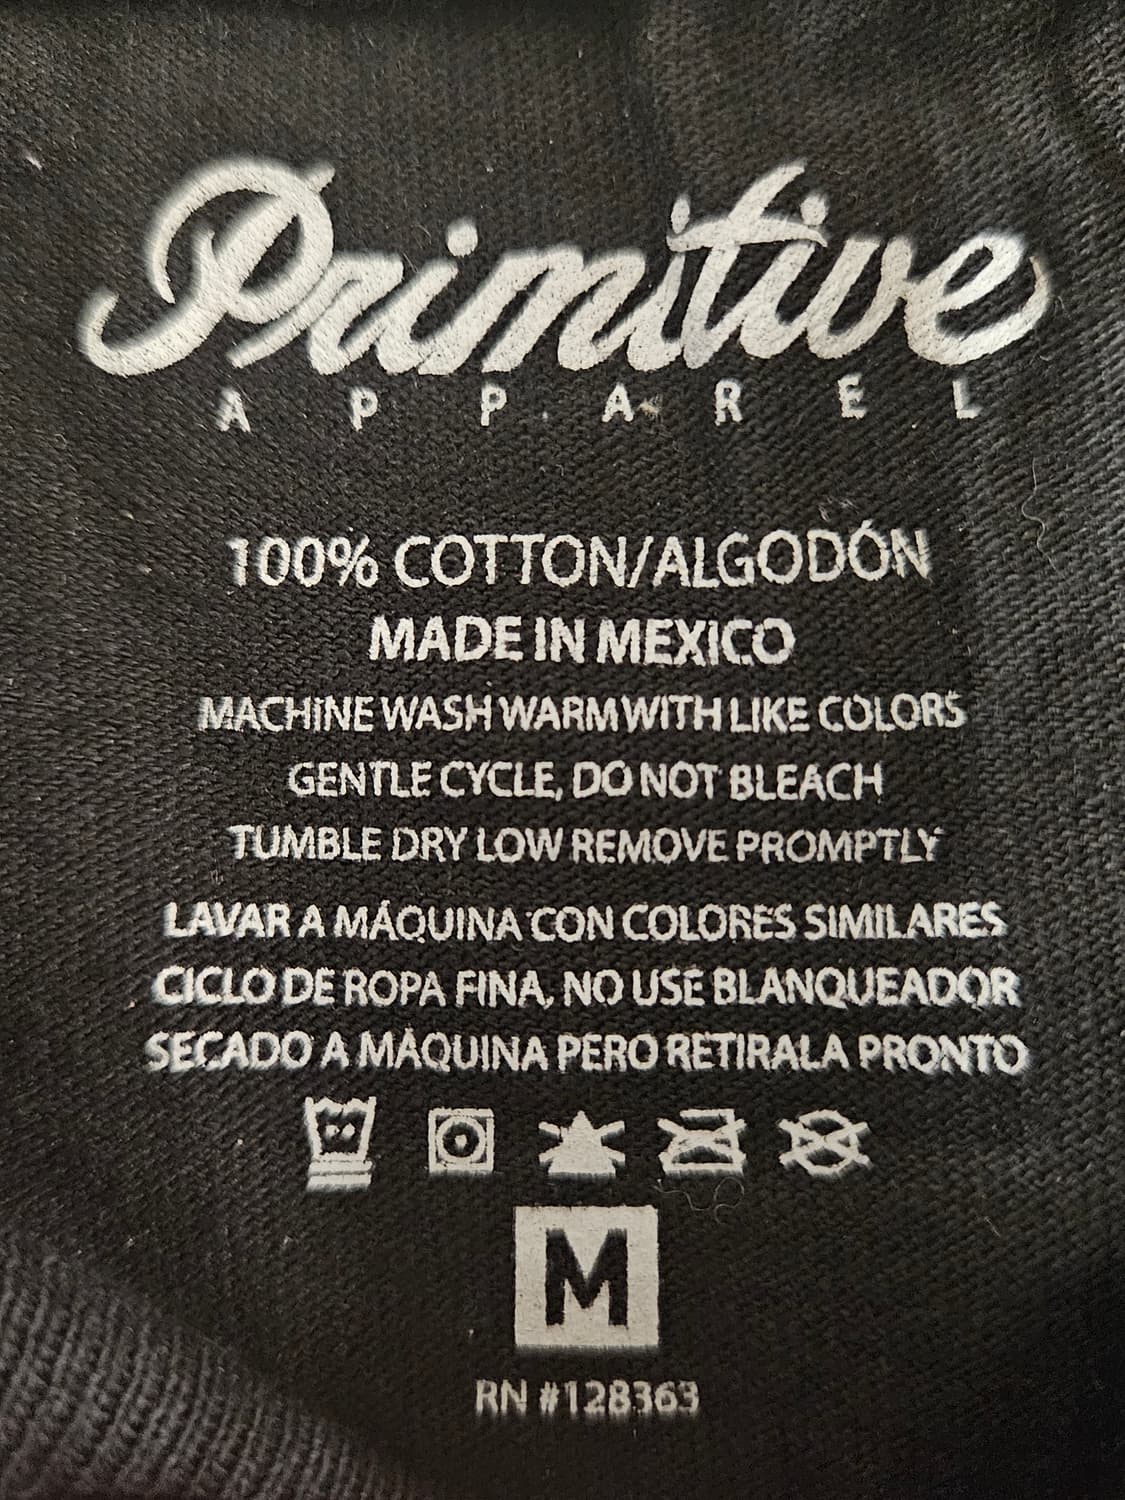 Primitive
APPAREL
100% COTTON/ALGODÓN
MADE IN MEXICO
MACHINE WASH WARM WITH LIKE COLORS
GENTLE CYCLE, DO NOT BLEACH
TUMBLE DRY LOW REMOVE PROMPTLY
LAVAR A MÁQUINA CON COLORES SIMILARES
CICLO DE ROPA FINA, NO USE BLANQUEADOR
SECADO A MÁQUINA PERO RETIRALA PRONTO
M
RN #128363